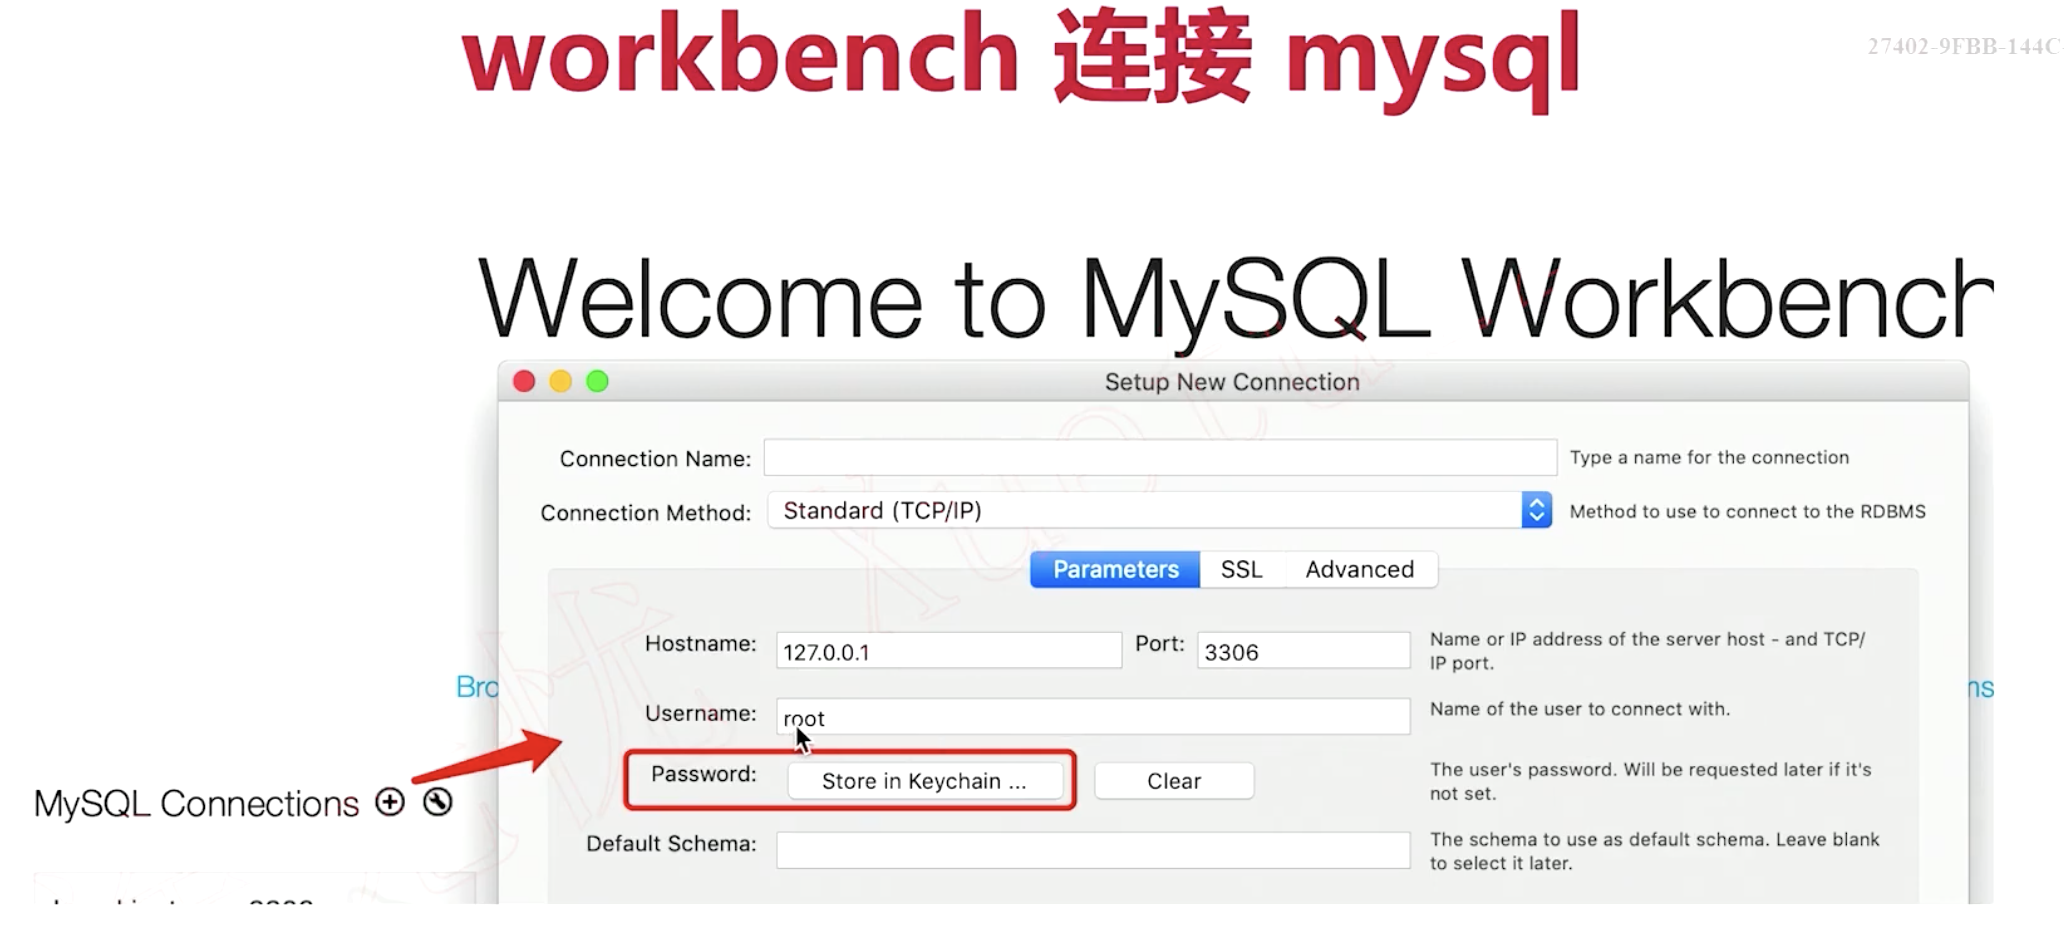 workbench 连接 mysql
27402-9FBB-144C
Welcome to MySQL Workbench
Setup New Connection
Connection Name:
Type a name for the connection
Connection Method: Standard (TCP/IP)
Method to use to connect to the RDBMS
Parameters SSL Advanced
Hostname: 127.0.0.1 Port: 3306
Name or IP address of the server host - and TCP/
IP port.
Bro
ns
Username: root
Name of the user to connect with.
Password: Store in Keychain ... Clear
The user's password. Will be requested later if it's
not set.
MySQL Connections
Default Schema:
The schema to use as default schema. Leave blank
to select it later.